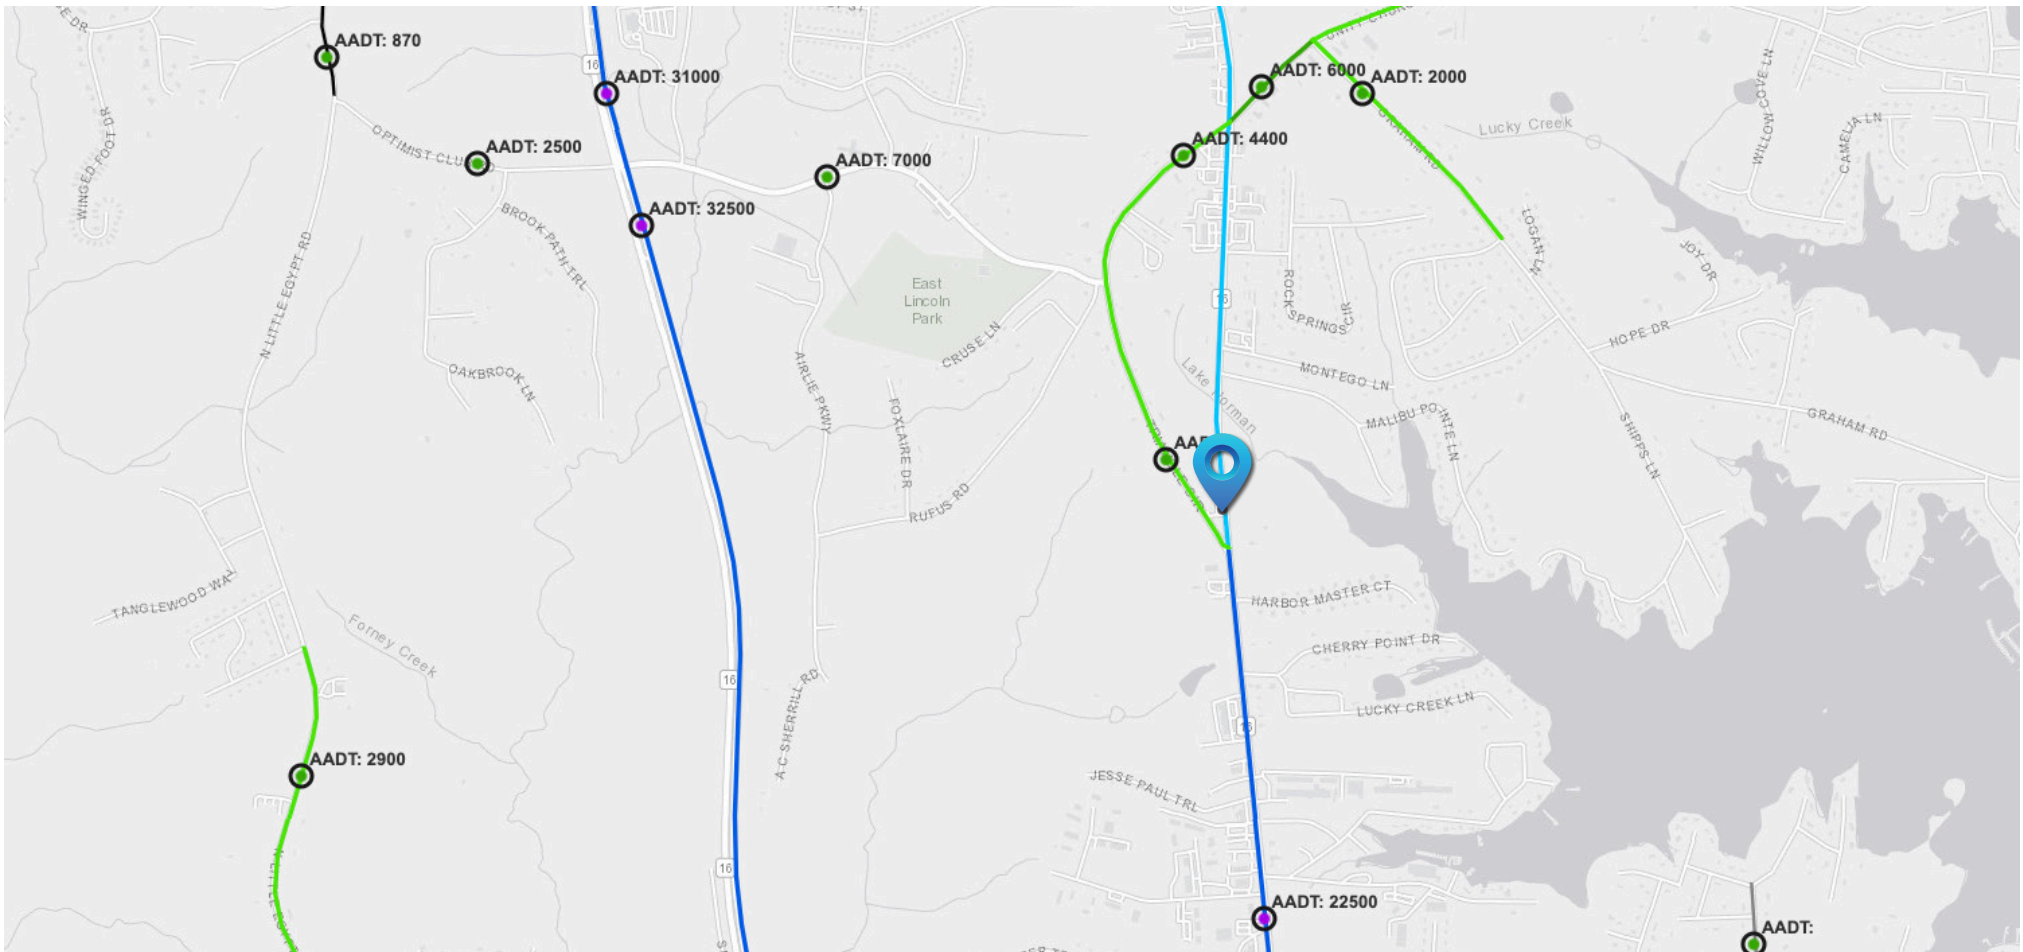 AADT: 870
16
AADT: 31000
AADT: 6000
AADT: 2000
WINGED FOOT DR
OPTIMIST CLUB
AADT: 2500
AADT: 7000
AADT: 4400
GRAHAM RD
Lucky Creek
WILLOW COVE LN
CAMELIA LN
AADT: 32500
BROOK PATH TRL
N LITTLE EGYPT RD
East
Lincoln
Park
CRUSE LN
16
ROCK
SPRINGS
CIR
LOGAN LN
JOY DR
HOPE DR
OAKBROOK LN
AIRLIE PKWY
FOXLAIRE DR
Lake Norman
MONTEGO LN
MALIBU POINTE LN
SHIPPS LN
GRAHAM RD
RUFUS RD
TANGLEWOOD WAY
Forney Creek
HARBOR MASTER CT
CHERRY POINT DR
16
A C SHERRILL RD
LUCKY CREEK LN
16
AADT: 2900
JESSE PAUL TRL
16
AADT: 22500
AADT: